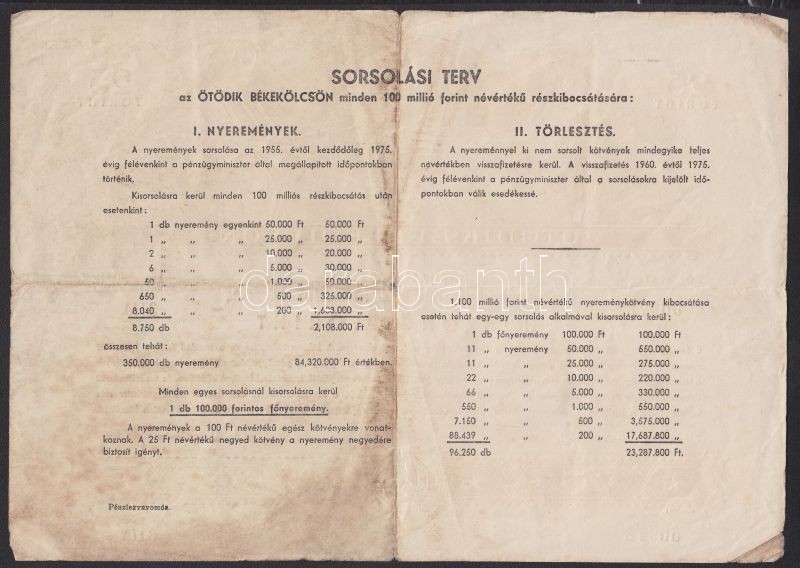 SORSOLÁSI TERV
az ÖTÖDIK BÉKEKÖLCSÖN minden 100 millió forint névértékű részkibocsátására:
I. NYEREMÉNYEK.
A nyeremények sorsolása az 1955. évtől kezdődőleg 1975.
évig félévenkint a pénzügyminiszter által megállapított időpontokban
történik.
Kisorsolásra kerül minden 100 milliós részkibocsátás után
esetenkint:
1 db nyeremény egyenkint 50.000 Ft 50.000 Ft
1 „ „ „ 25.000 „ 25.000 „
2 „ „ „ 10.000 „ 20.000 „
6 „ „ „ 5.000 „ 30.000 „
50 „ „ „ 1.000 „ 50.000 „
650 „ „ „ 500 „ 325.000 „
8.040 „ „ „ 200 „ 1,608.000 „
8.750 db 2,108.000 Ft
összesen tehát:
350.000 db nyeremény 84,320.000 Ft értékben.
Minden egyes sorsolásnál kisorsolásra kerül
1 db 100.000 forintos főnyeremény.
A nyeremények a 100 Ft névértékű egész kötvényekre vonat-
koznak. A 25 Ft névértékű negyed kötvény a nyeremény negyedére
biztosít igényt.
Pénzjegynyomda.
II. TÖRLESZTÉS.
A nyereménnyel ki nem sorsolt kötvények mindegyike teljes
névértékben visszafizetésre kerül. A visszafizetés 1960. évtől 1975.
évig félévenkint a pénzügyminiszter által a sorsolásokra kijelölt idő-
pontokban válik esedékessé.
1,100 millió forint névértékű nyereménykötvény kibocsátása
esetén tehát egy-egy sorsolás alkalmával kisorsolásra kerül:
1 db főnyeremény 100.000 Ft 100.000 Ft
11 „ nyeremény 50.000 „ 550.000 „
11 „ „ 25.000 „ 275.000 „
22 „ „ 10.000 „ 220.000 „
66 „ „ 5.000 „ 330.000 „
550 „ „ 1.000 „ 550.000 „
7.150 „ „ 500 „ 3,575.000 „
88.439 „ „ 200 „ 17,687.800 „
96.250 db 23,287.800 Ft.
darabanth